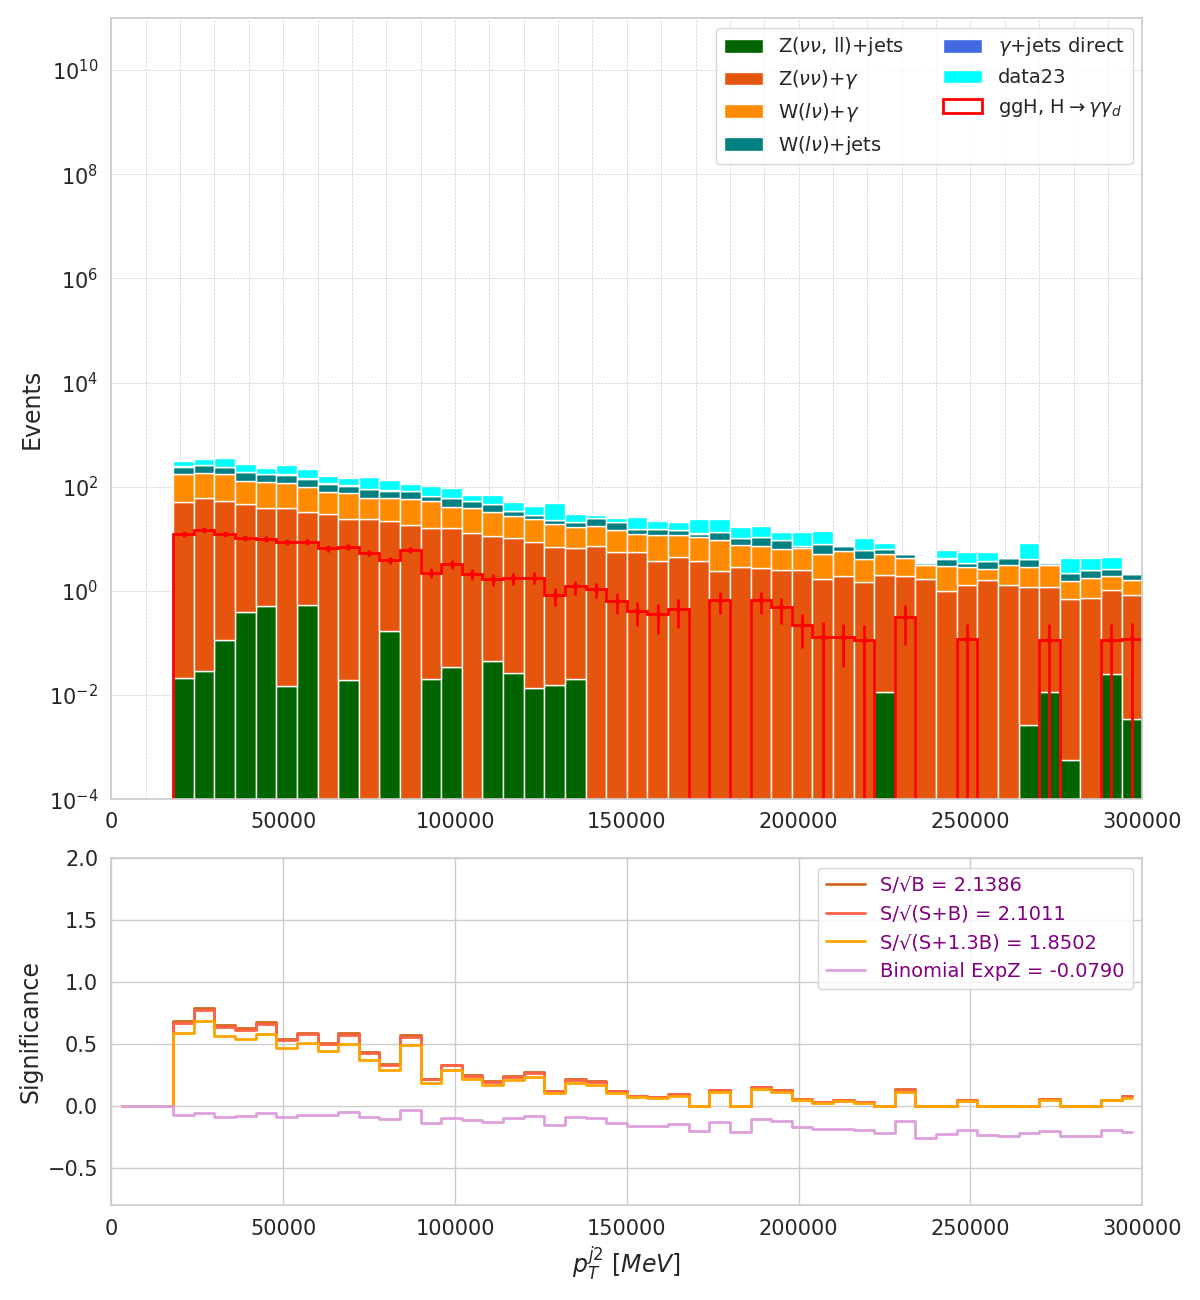 Z(νν, ll)+jets
Z(νν)+γ
W(lν)+γ
W(lν)+jets
γ+jets direct
data23
ggH, H→γγ_d
Events
10^10
10^8
10^6
10^4
10^2
10^0
10^−2
10^−4
0 50000 100000 150000 200000 250000 300000
S/√B = 2.1386
S/√(S+B) = 2.1011
S/√(S+1.3B) = 1.8502
Binomial ExpZ = -0.0790
Significance
2.0
1.5
1.0
0.5
0.0
−0.5
0 50000 100000 150000 200000 250000 300000
p_T^{j2} [MeV]